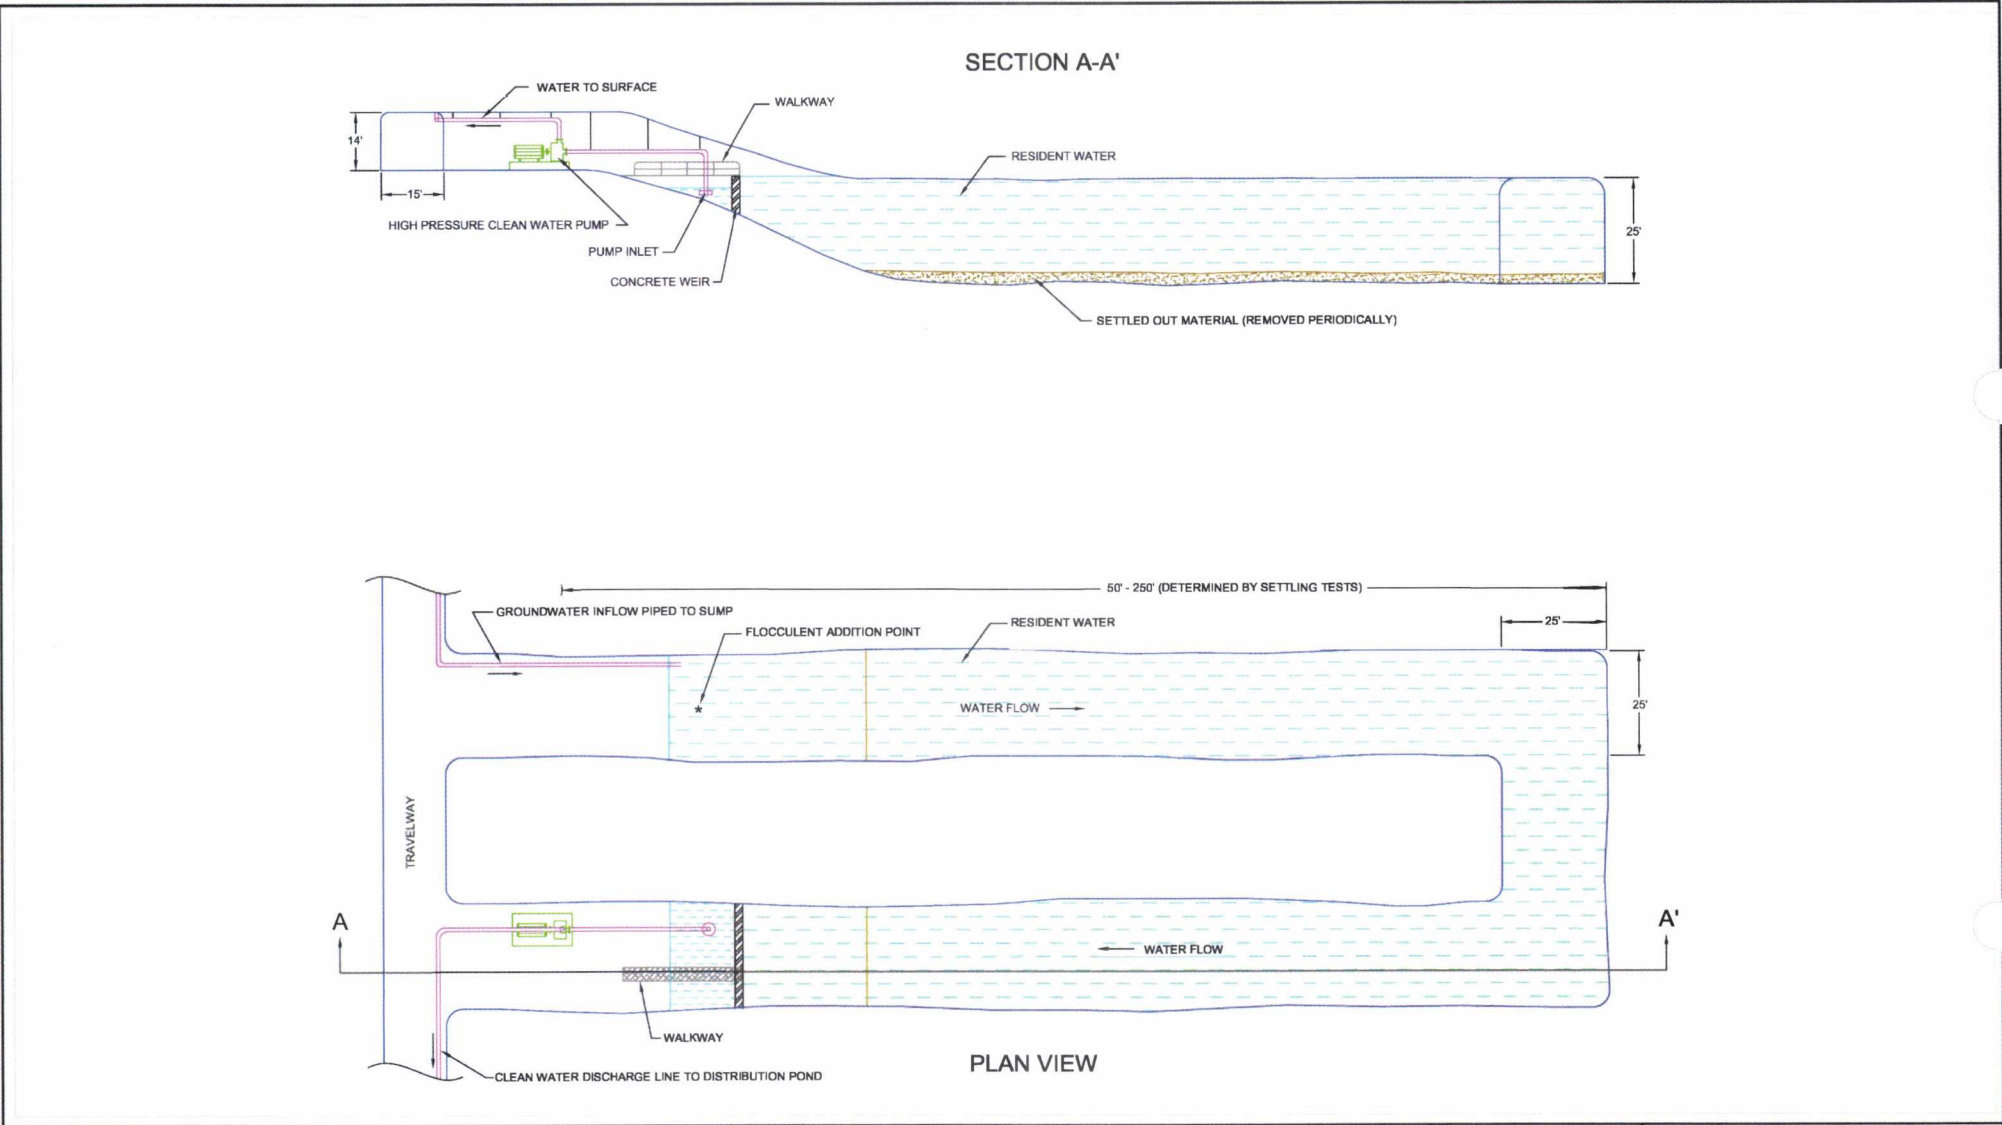 SECTION A-A'
WATER TO SURFACE
WALKWAY
14'
RESIDENT WATER
15'
HIGH PRESSURE CLEAN WATER PUMP
25'
PUMP INLET
CONCRETE WEIR
SETTLED OUT MATERIAL (REMOVED PERIODICALLY)
50' - 250' (DETERMINED BY SETTLING TESTS)
GROUNDWATER INFLOW PIPED TO SUMP
RESIDENT WATER
25'
FLOCCULENT ADDITION POINT
*
WATER FLOW
25'
TRAVELWAY
A
A'
WATER FLOW
WALKWAY
PLAN VIEW
CLEAN WATER DISCHARGE LINE TO DISTRIBUTION POND